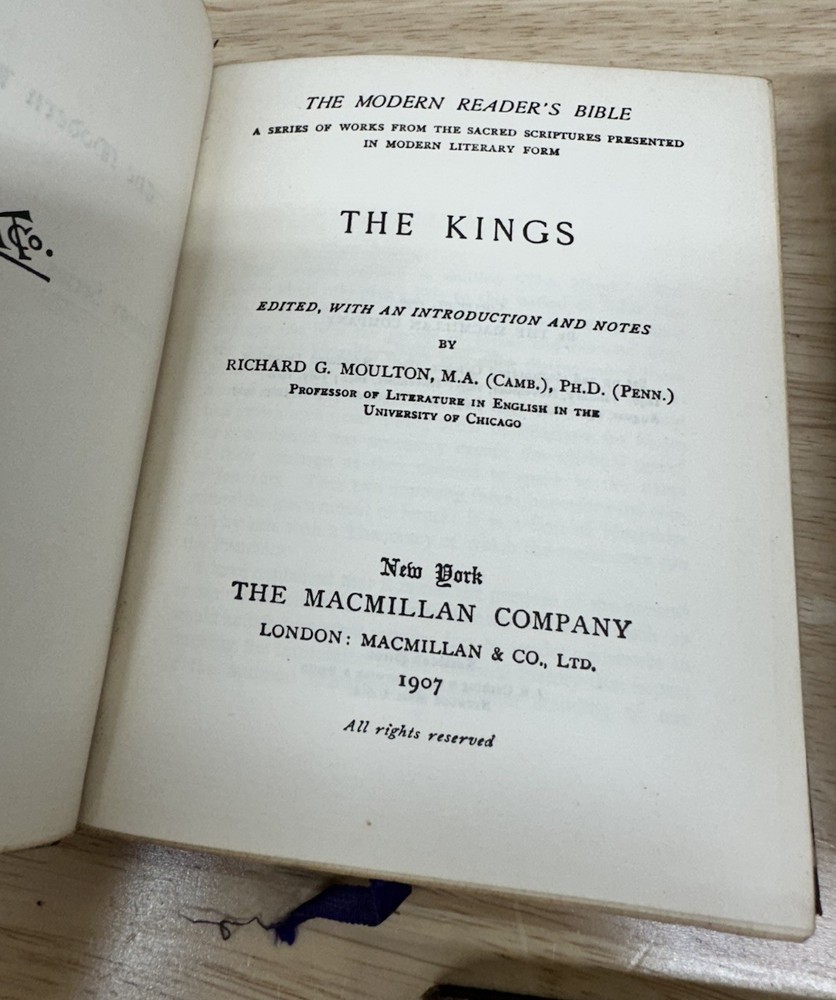 Co.
THE MODERN READER'S BIBLE
A SERIES OF WORKS FROM THE SACRED SCRIPTURES PRESENTED
IN MODERN LITERARY FORM
THE KINGS
EDITED, WITH AN INTRODUCTION AND NOTES
BY
RICHARD G. MOULTON, M.A. (CAMB.), PH.D. (PENN.)
PROFESSOR OF LITERATURE IN ENGLISH IN THE
UNIVERSITY OF CHICAGO
New York
THE MACMILLAN COMPANY
LONDON: MACMILLAN & CO., LTD.
1907
All rights reserved